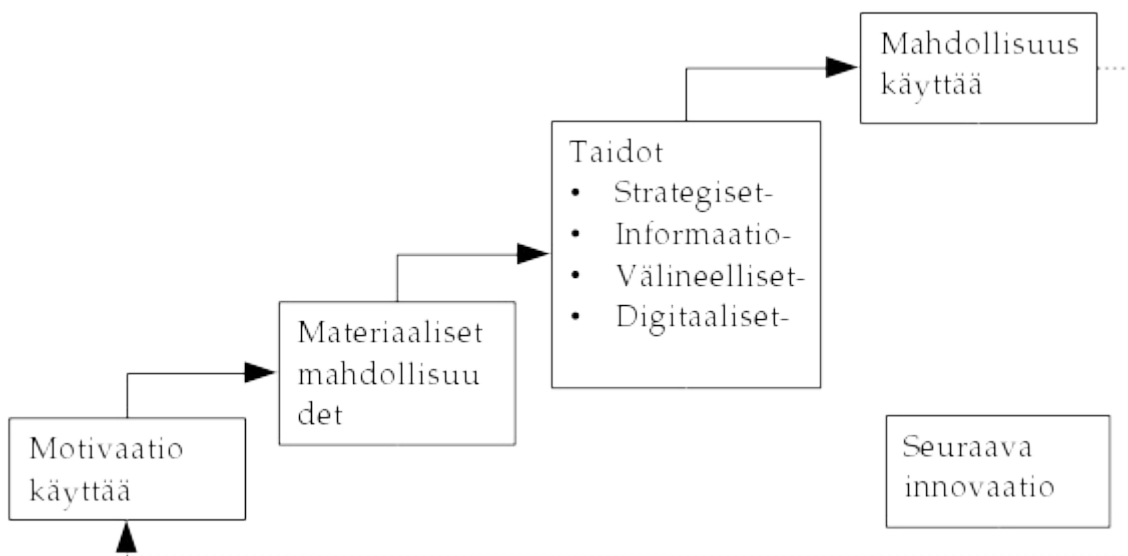 Mahdollisuus
käyttää
Taidot
• Strategiset-
• Informaatio-
• Välineelliset-
• Digitaaliset-
Materiaaliset
mahdollisuu
det
Motivaatio
käyttää
Seuraava
innovaatio